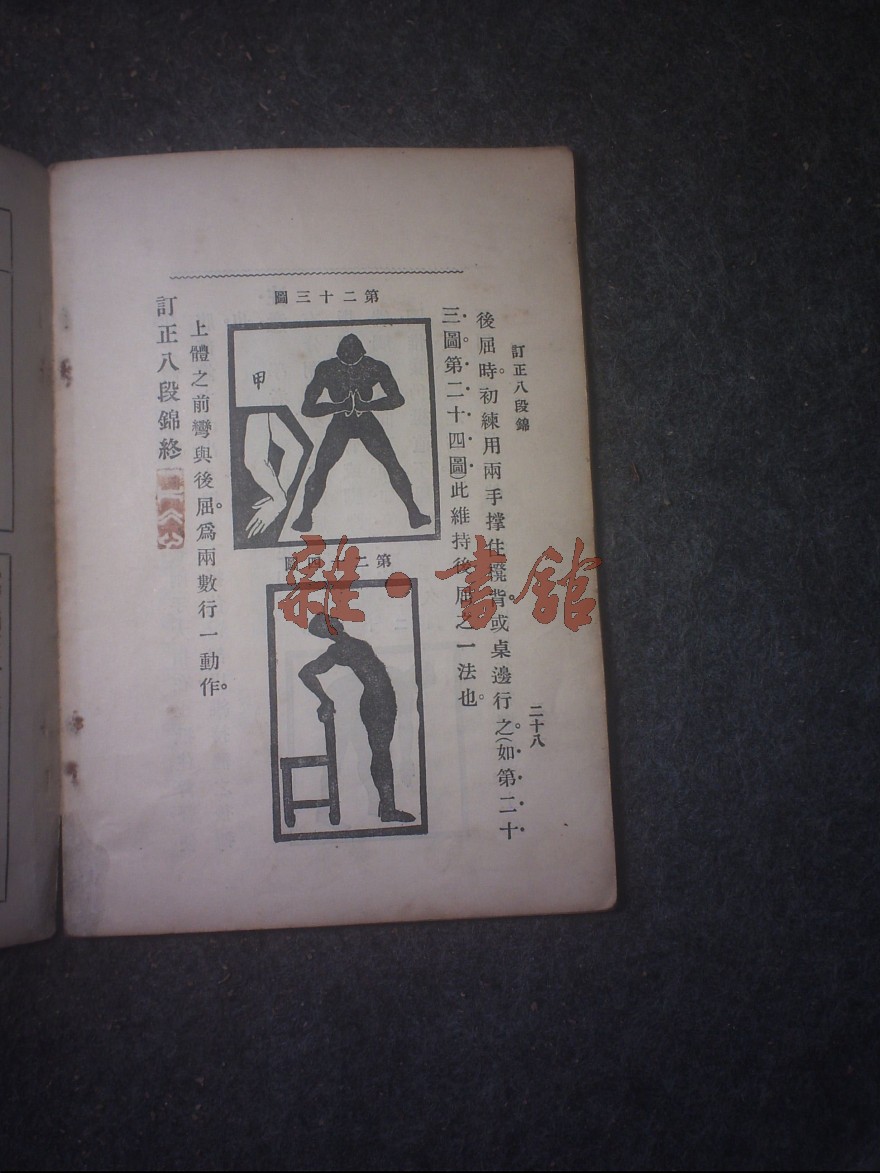 訂正八段錦
二十八
後屈時。初練用兩手撑住攪背。或桌邊行之。(如第二十
三圖。第二十四圖)此維持後屈之一法也。
第二十三圖
甲
第二十四圖
上體之前彎與後屈。爲兩數行一動作。
訂正八段錦終
雜·書館